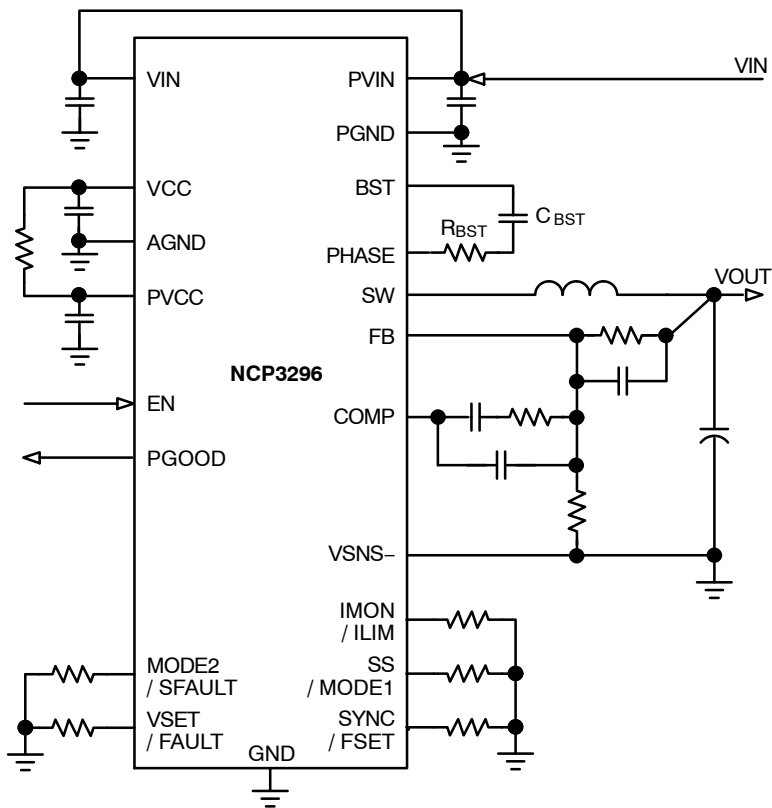 VIN
VIN
PVIN
PGND
VCC
BST
C BST
AGND
RBST
PHASE
PVCC
SW
VOUT
FB
NCP3296
EN
COMP
PGOOD
VSNS−
IMON
/ ILIM
MODE2
/ SFAULT
SS
/ MODE1
VSET
/ FAULT
SYNC
/ FSET
GND